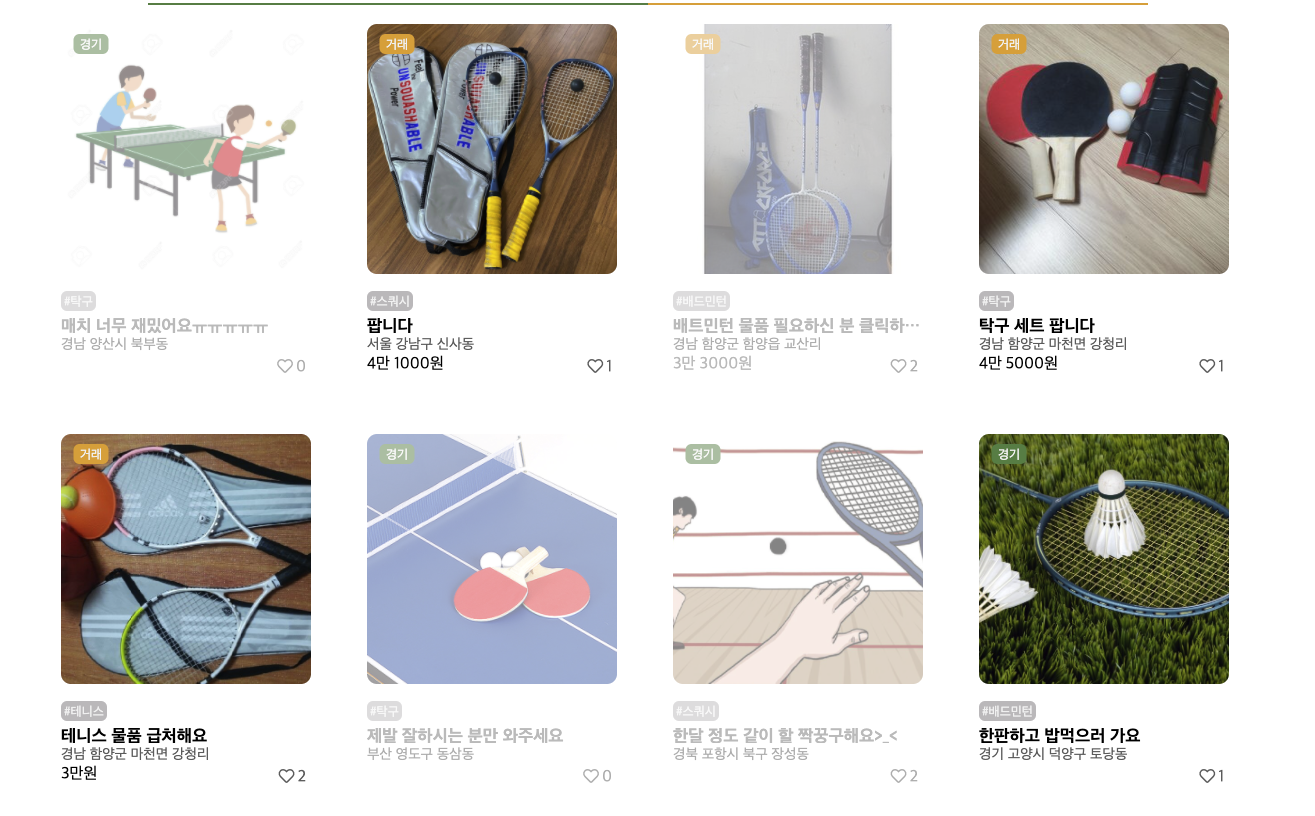 경기
거래
Feel
the
UNSQUASHABLE
Power
UNSQUASHABLE
Power
거래
ATTACKFORCE
거래
#탁구
매치 너무 재밌어요ㅠㅠㅠㅠㅠ
경남 양산시 북부동
0
#스쿼시
팝니다
서울 강남구 신사동
4만 1000원
1
#배드민턴
배트민턴 물품 필요하신 분 클릭하…
경남 함양군 함양읍 교산리
3만 3000원
2
#탁구
탁구 세트 팝니다
경남 함양군 마천면 강청리
4만 5000원
1
거래
adidas
경기
경기
경기
#테니스
테니스 물품 급처해요
경남 함양군 마천면 강청리
3만원
2
#탁구
제발 잘하시는 분만 와주세요
부산 영도구 동삼동
0
#스쿼시
한달 정도 같이 할 짝꿍구해요>_<
경북 포항시 북구 장성동
2
#배드민턴
한판하고 밥먹으러 가요
경기 고양시 덕양구 토당동
1